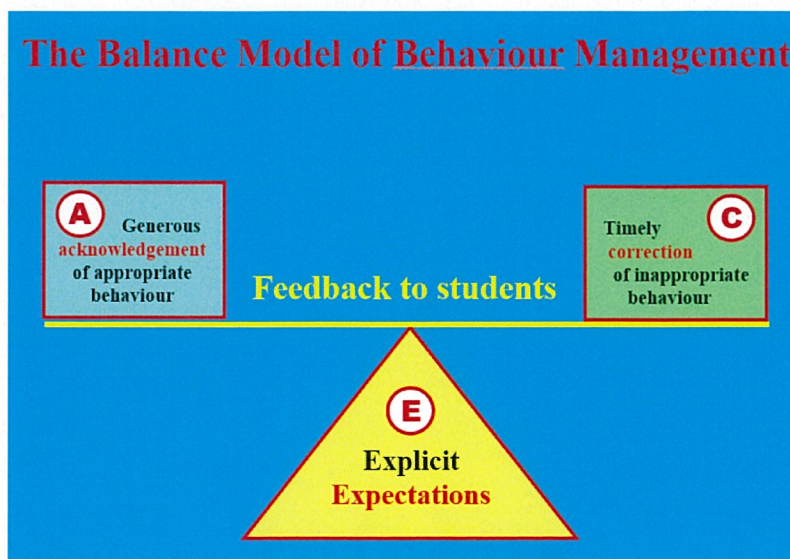 The Balance Model of Behaviour Management
A
Generous
acknowledgement
of appropriate
behaviour
Feedback to students
C
Timely
correction
of inappropriate
behaviour
E
Explicit
Expectations